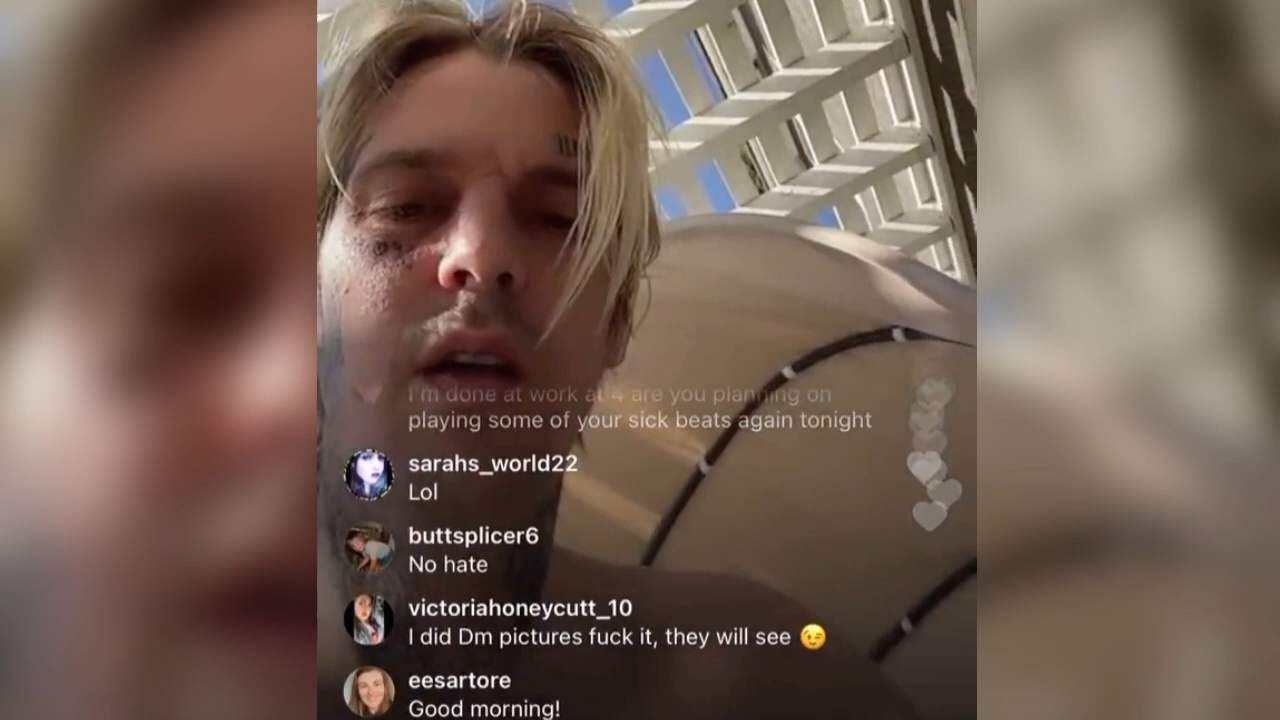 I'm done at work at 4 are you planning on
playing some of your sick beats again tonight
sarahs_world22
Lol
buttsplicer6
No hate
victoriahoneycutt_10
I did Dm pictures fuck it, they will see 😉
eesartore
Good morning!